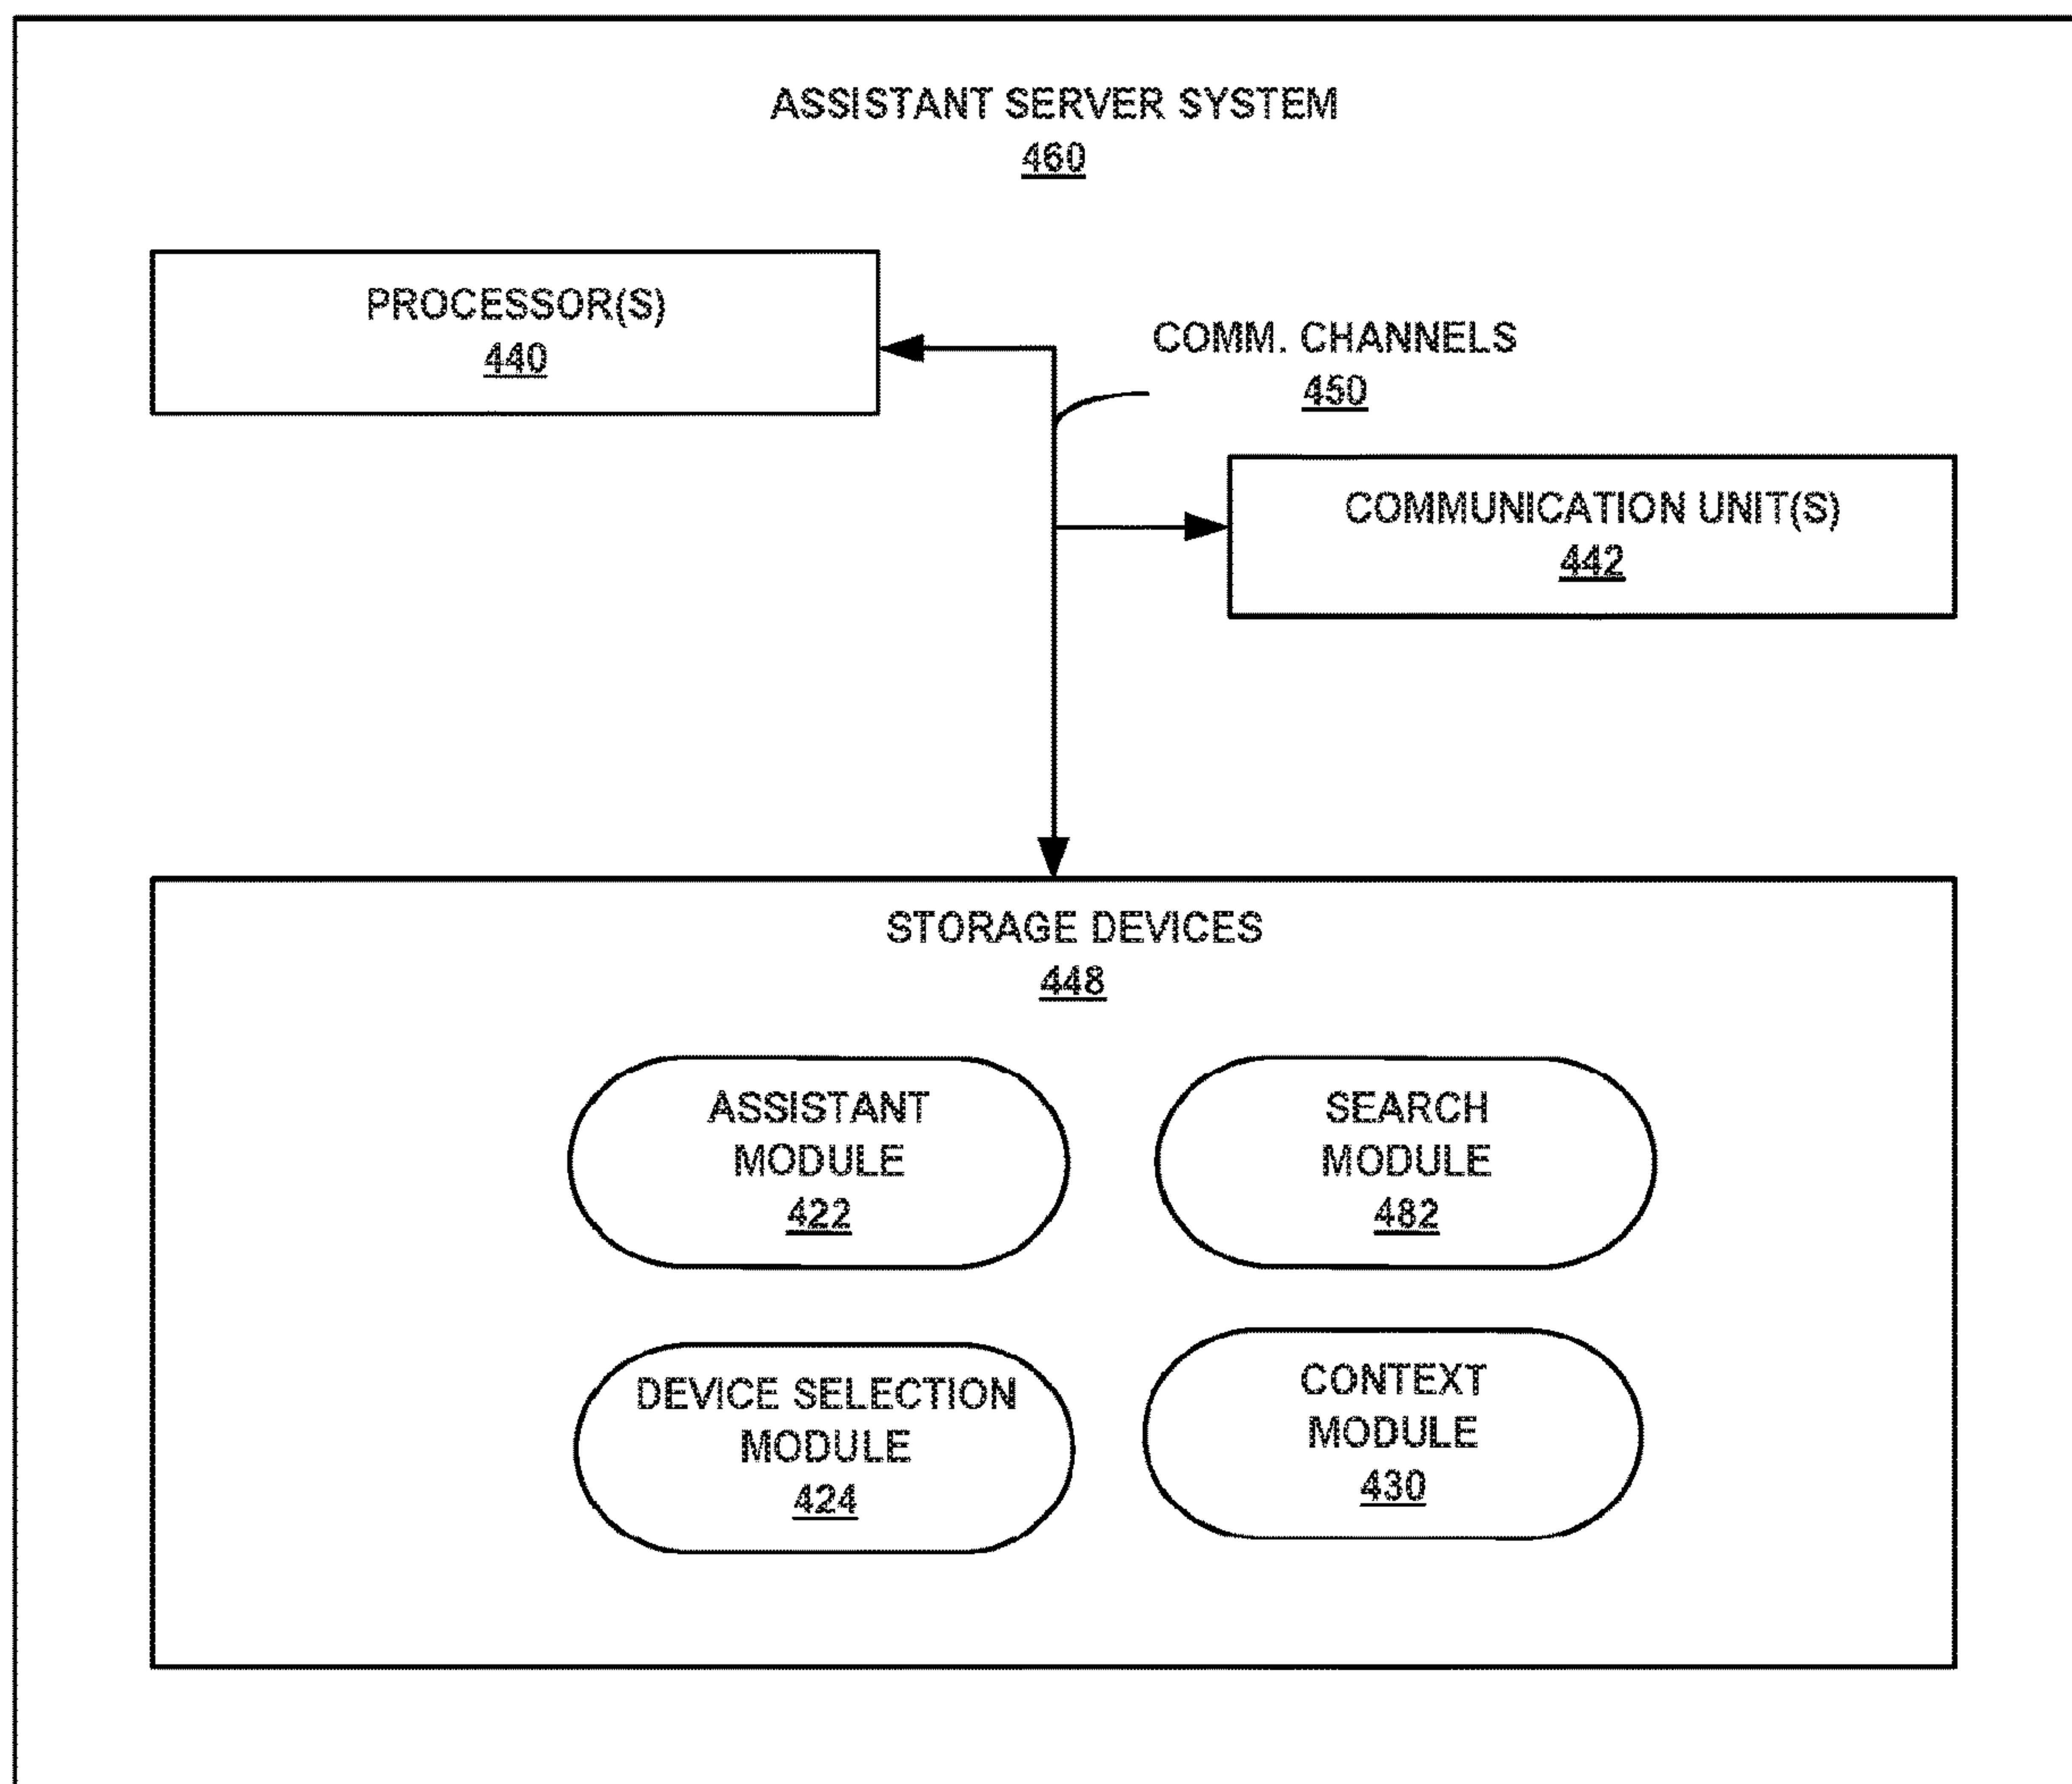 ASSISTANT SERVER SYSTEM
460
PROCESSOR(S)
440
COMM. CHANNELS
450
COMMUNICATION UNIT(S)
442
STORAGE DEVICES
448
ASSISTANT
MODULE
422
SEARCH
MODULE
482
DEVICE SELECTION
MODULE
424
CONTEXT
MODULE
430